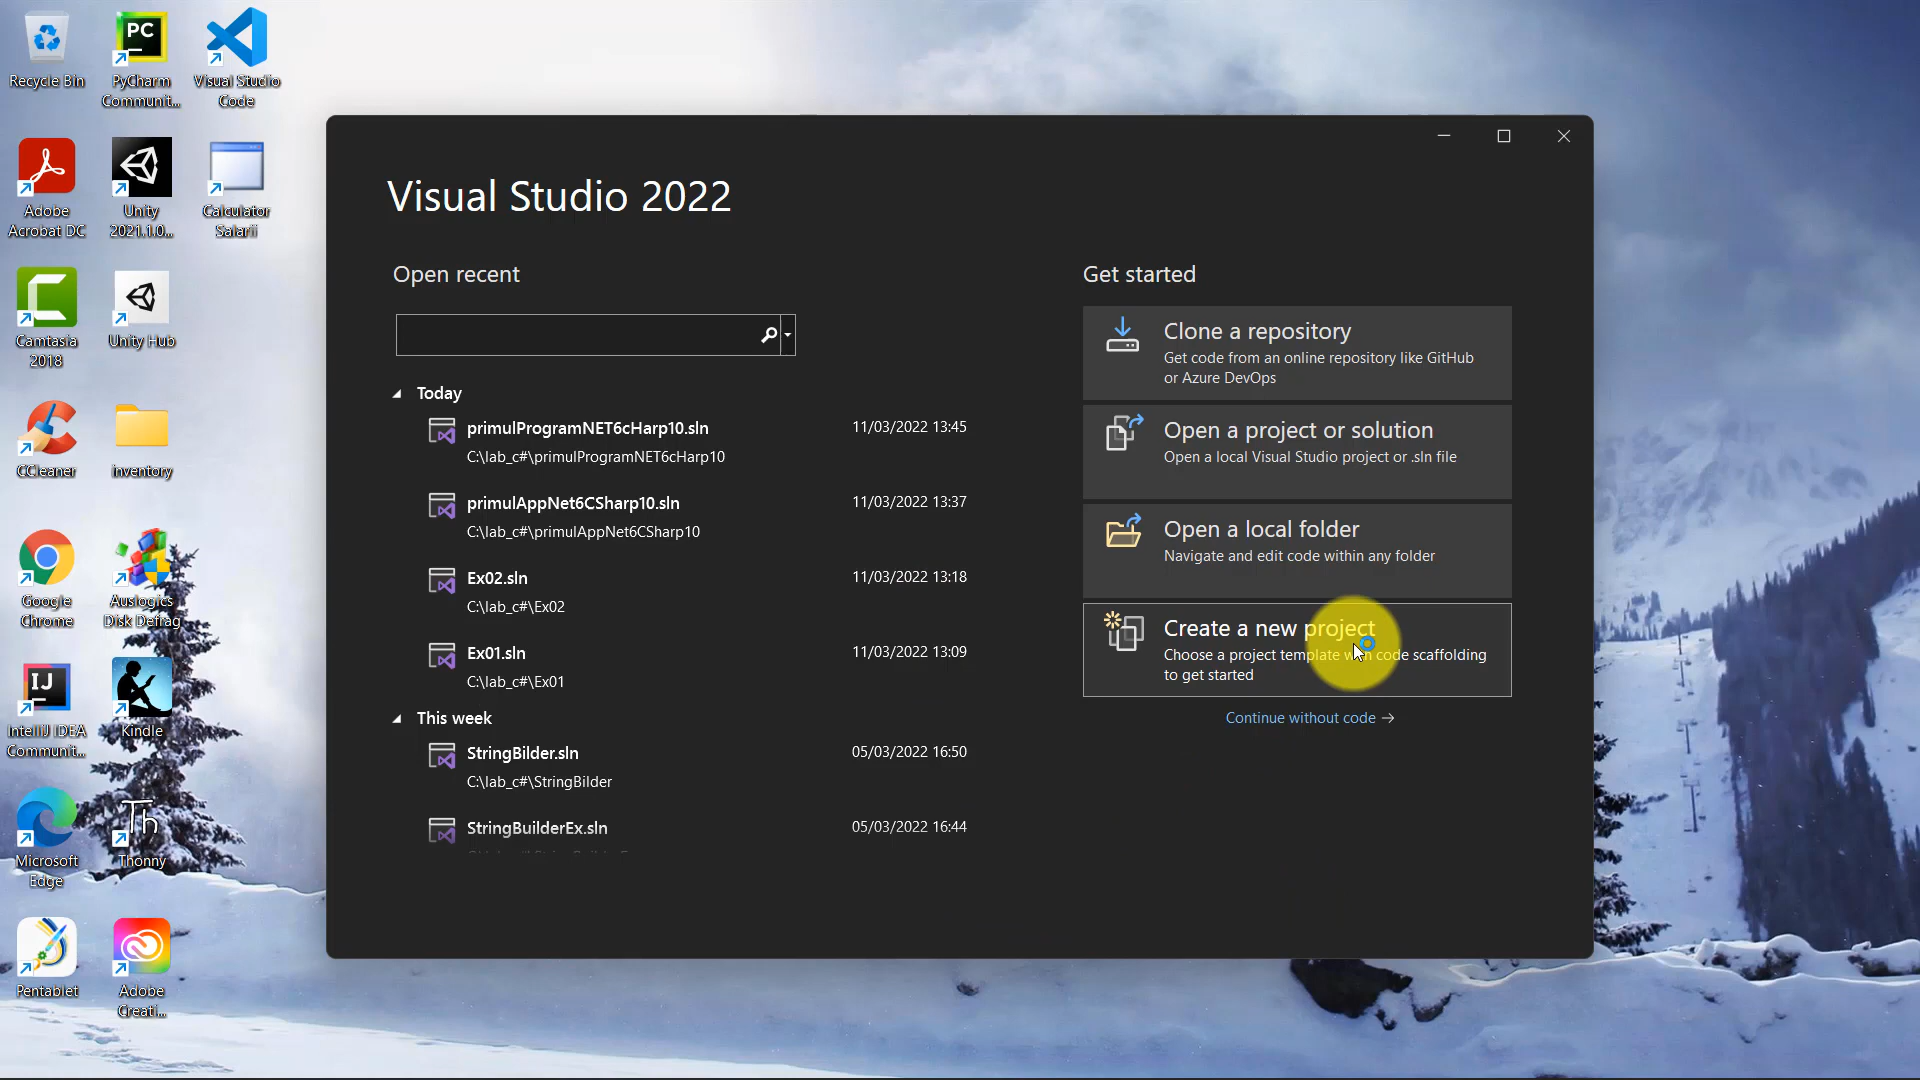 Recycle Bin
PyCharm
Communit...
Visual Studio
Code
Adobe
Acrobat DC
Unity
2021.1.0...
Calculator
Salarii
Camtasia
2018
Unity Hub
CCleaner
inventory
Google
Chrome
Auslogics
Disk Defrag
IntelliJ IDEA
Communit...
Kindle
Microsoft
Edge
Thonny
Pentablet
Adobe
Creati...
PC
IJ
Th
Visual Studio 2022
Open recent
Today
primulProgramNET6cHarp10.sln
11/03/2022 13:45
C:\lab_c#\primulProgramNET6cHarp10
primulAppNet6CSharp10.sln
11/03/2022 13:37
C:\lab_c#\primulAppNet6CSharp10
Ex02.sln
11/03/2022 13:18
C:\lab_c#\Ex02
Ex01.sln
11/03/2022 13:09
C:\lab_c#\Ex01
This week
StringBilder.sln
05/03/2022 16:50
C:\lab_c#\StringBilder
StringBuilderEx.sln
05/03/2022 16:44
Get started
Clone a repository
Get code from an online repository like GitHub
or Azure DevOps
Open a project or solution
Open a local Visual Studio project or .sln file
Open a local folder
Navigate and edit code within any folder
Create a new project
Choose a project template with code scaffolding
to get started
Continue without code →